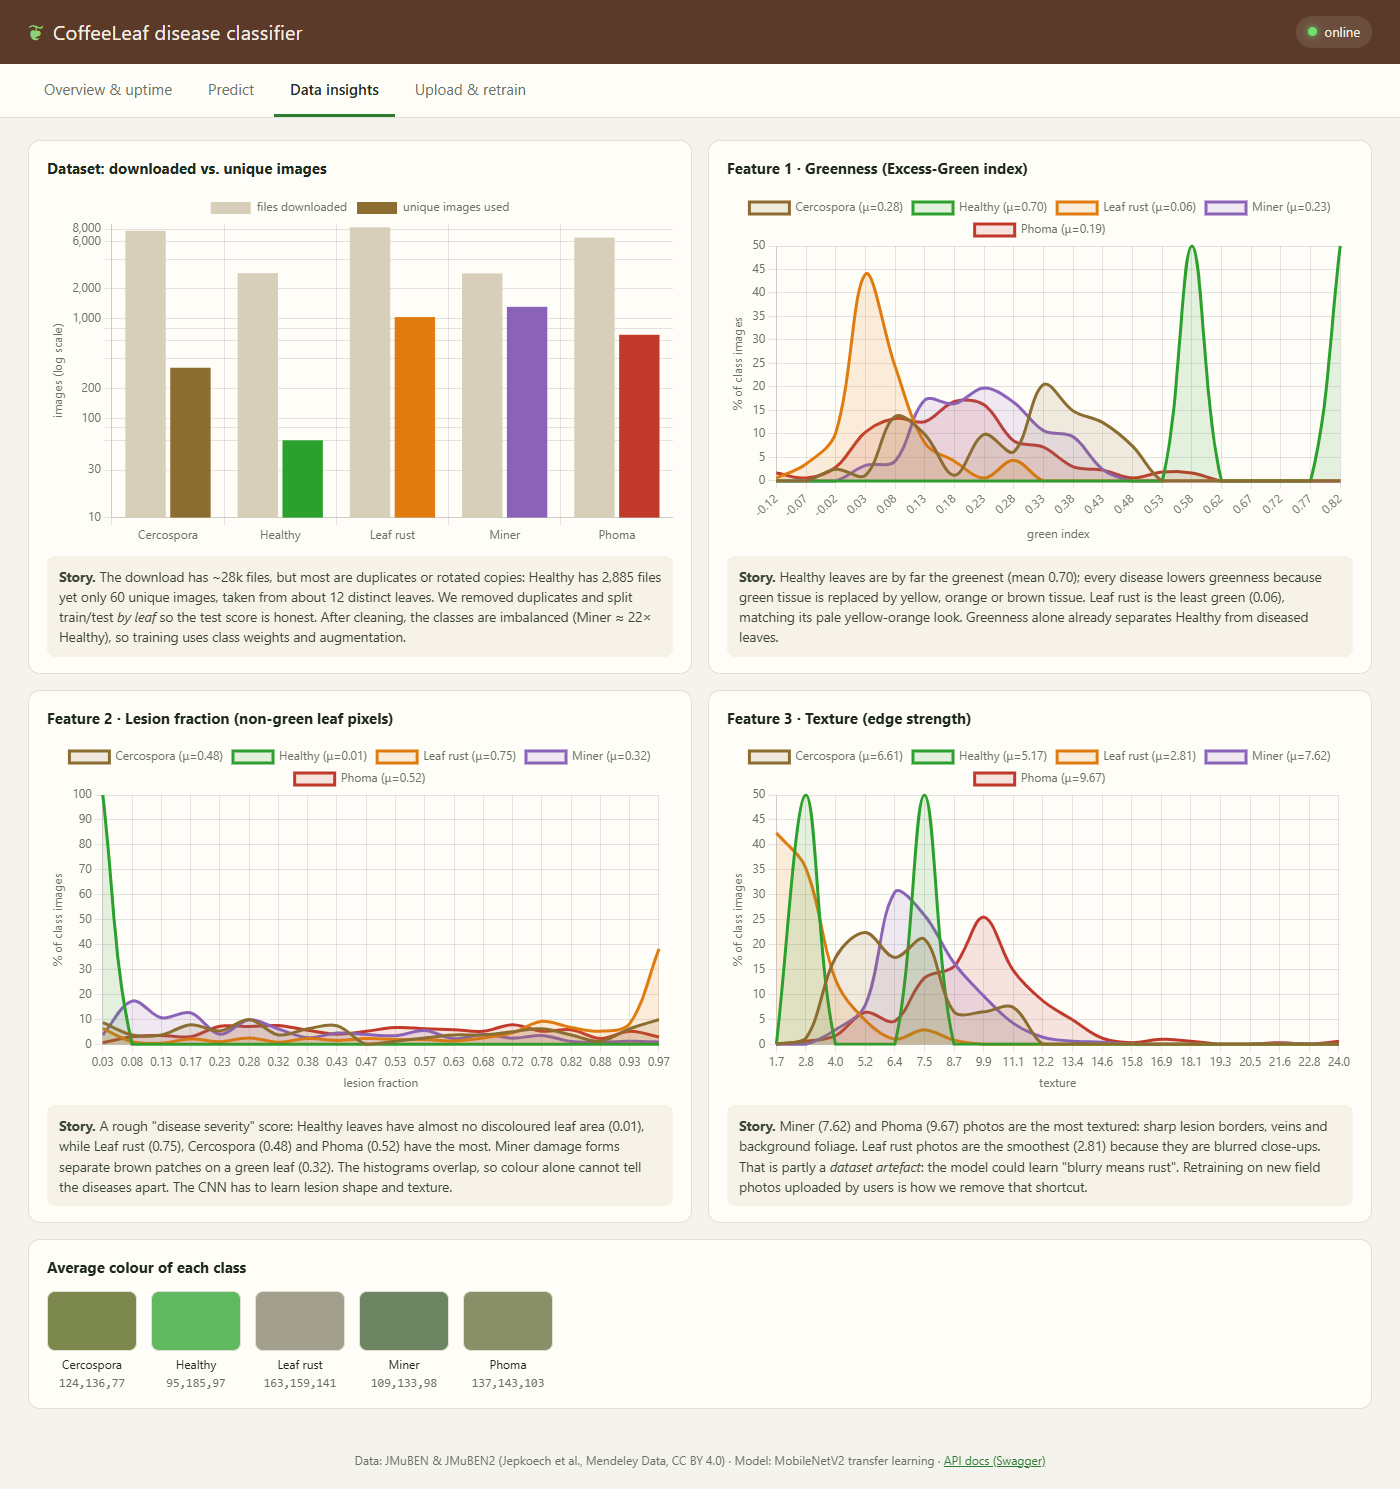 CoffeeLeaf disease classifier
online
Overview & uptime
Predict
Data insights
Upload & retrain
Dataset: downloaded vs. unique images
files downloaded
unique images used
images (log scale)
8,000
6,000
2,000
1,000
200
100
30
10
Cercospora
Healthy
Leaf rust
Miner
Phoma
Story. The download has ~28k files, but most are duplicates or rotated copies: Healthy has 2,885 files
yet only 60 unique images, taken from about 12 distinct leaves. We removed duplicates and split
train/test by leaf so the test score is honest. After cleaning, the classes are imbalanced (Miner ≈ 22×
Healthy), so training uses class weights and augmentation.
Feature 1 · Greenness (Excess-Green index)
Cercospora (μ=0.28)
Healthy (μ=0.70)
Leaf rust (μ=0.06)
Miner (μ=0.23)
Phoma (μ=0.19)
% of class images
50
45
40
35
30
25
20
15
10
5
0
-0.12
-0.07
-0.02
0.03
0.08
0.13
0.18
0.23
0.28
0.33
0.38
0.43
0.48
0.53
0.58
0.62
0.67
0.72
0.77
0.82
green index
Story. Healthy leaves are by far the greenest (mean 0.70); every disease lowers greenness because
green tissue is replaced by yellow, orange or brown tissue. Leaf rust is the least green (0.06),
matching its pale yellow-orange look. Greenness alone already separates Healthy from diseased
leaves.
Feature 2 · Lesion fraction (non-green leaf pixels)
Cercospora (μ=0.48)
Healthy (μ=0.01)
Leaf rust (μ=0.75)
Miner (μ=0.32)
Phoma (μ=0.52)
% of class images
100
90
80
70
60
50
40
30
20
10
0
0.03
0.08
0.13
0.17
0.23
0.28
0.32
0.38
0.43
0.47
0.53
0.57
0.63
0.68
0.72
0.78
0.82
0.88
0.93
0.97
lesion fraction
Story. A rough "disease severity" score: Healthy leaves have almost no discoloured leaf area (0.01),
while Leaf rust (0.75), Cercospora (0.48) and Phoma (0.52) have the most. Miner damage forms
separate brown patches on a green leaf (0.32). The histograms overlap, so colour alone cannot tell
the diseases apart. The CNN has to learn lesion shape and texture.
Feature 3 · Texture (edge strength)
Cercospora (μ=6.61)
Healthy (μ=5.17)
Leaf rust (μ=2.81)
Miner (μ=7.62)
Phoma (μ=9.67)
% of class images
50
45
40
35
30
25
20
15
10
5
0
1.7
2.8
4.0
5.2
6.4
7.5
8.7
9.9
11.1
12.2
13.4
14.6
15.8
16.9
18.1
19.3
20.5
21.6
22.8
24.0
texture
Story. Miner (7.62) and Phoma (9.67) photos are the most textured: sharp lesion borders, veins and
background foliage. Leaf rust photos are the smoothest (2.81) because they are blurred close-ups.
That is partly a dataset artefact: the model could learn "blurry means rust". Retraining on new field
photos uploaded by users is how we remove that shortcut.
Average colour of each class
Cercospora
124,136,77
Healthy
95,185,97
Leaf rust
163,159,141
Miner
109,133,98
Phoma
137,143,103
Data: JMuBEN & JMuBEN2 (Jepkoech et al., Mendeley Data, CC BY 4.0) · Model: MobileNetV2 transfer learning · API docs (Swagger)